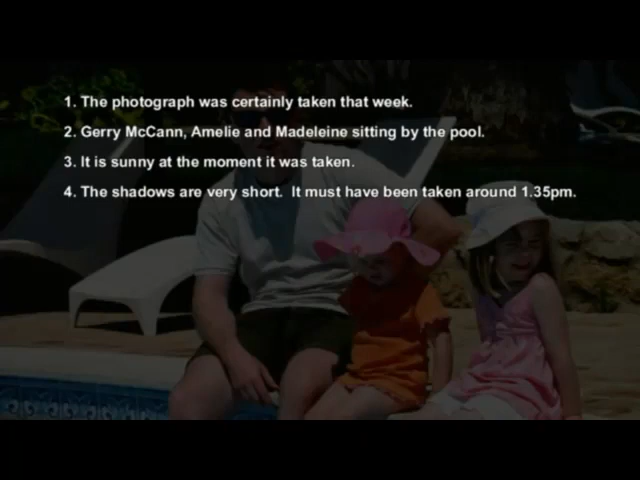 1. The photograph was certainly taken that week.
2. Gerry McCann, Amelie and Madeleine sitting by the pool.
3. It is sunny at the moment it was taken.
4. The shadows are very short.  It must have been taken around 1.35pm.